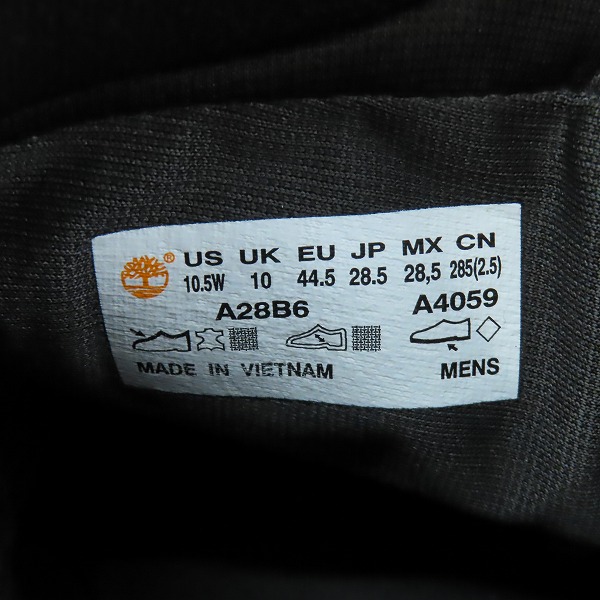 ® US UK EU JP MX CN
10.5W 10 44.5 28.5 28,5 285(2.5)
A28B6 A4059
MADE IN VIETNAM MENS